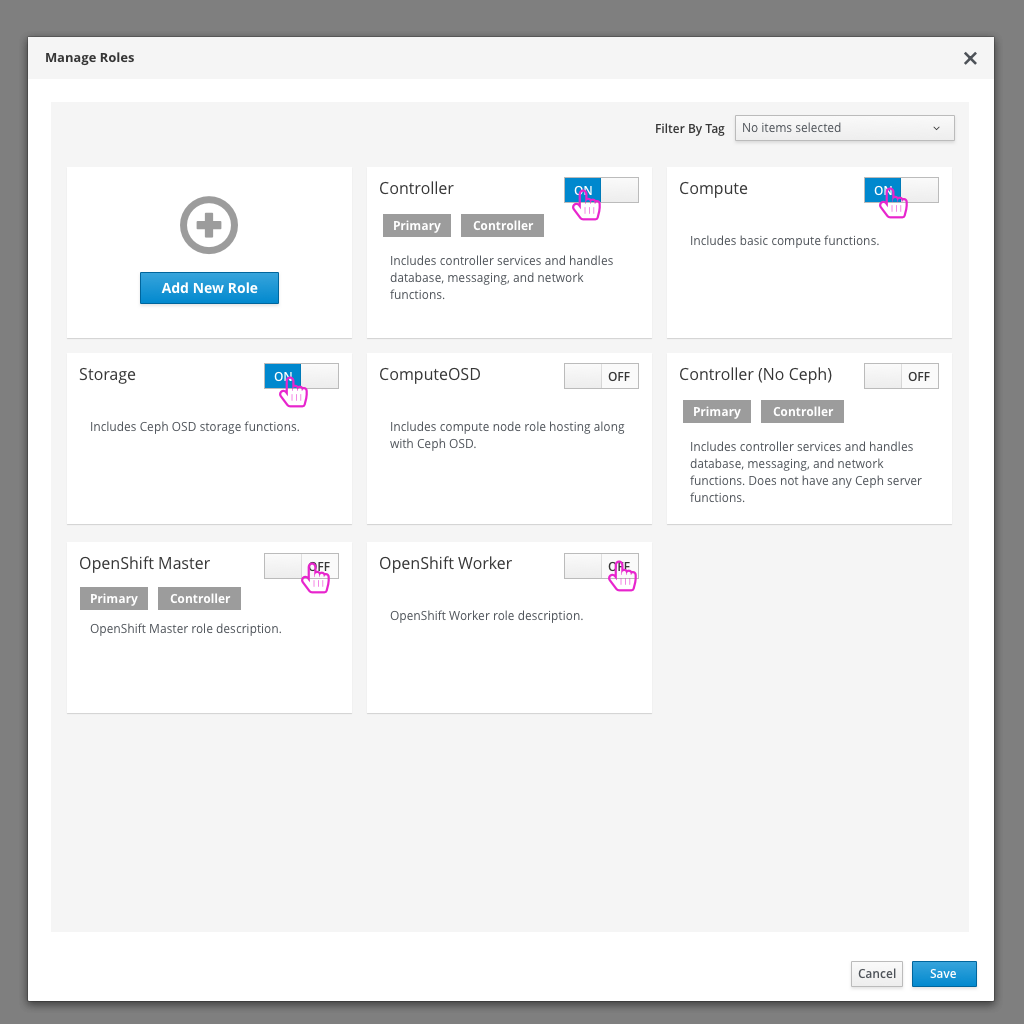 Manage Roles
Filter By Tag No items selected
Add New Role
Controller ON
Primary Controller
Includes controller services and handles
database, messaging, and network
functions.
Compute ON
Includes basic compute functions.
Storage ON
Includes Ceph OSD storage functions.
ComputeOSD OFF
Includes compute node role hosting along
with Ceph OSD.
Controller (No Ceph) OFF
Primary Controller
Includes controller services and handles
database, messaging, and network
functions. Does not have any Ceph server
functions.
OpenShift Master OFF
Primary Controller
OpenShift Master role description.
OpenShift Worker OFF
OpenShift Worker role description.
Cancel Save